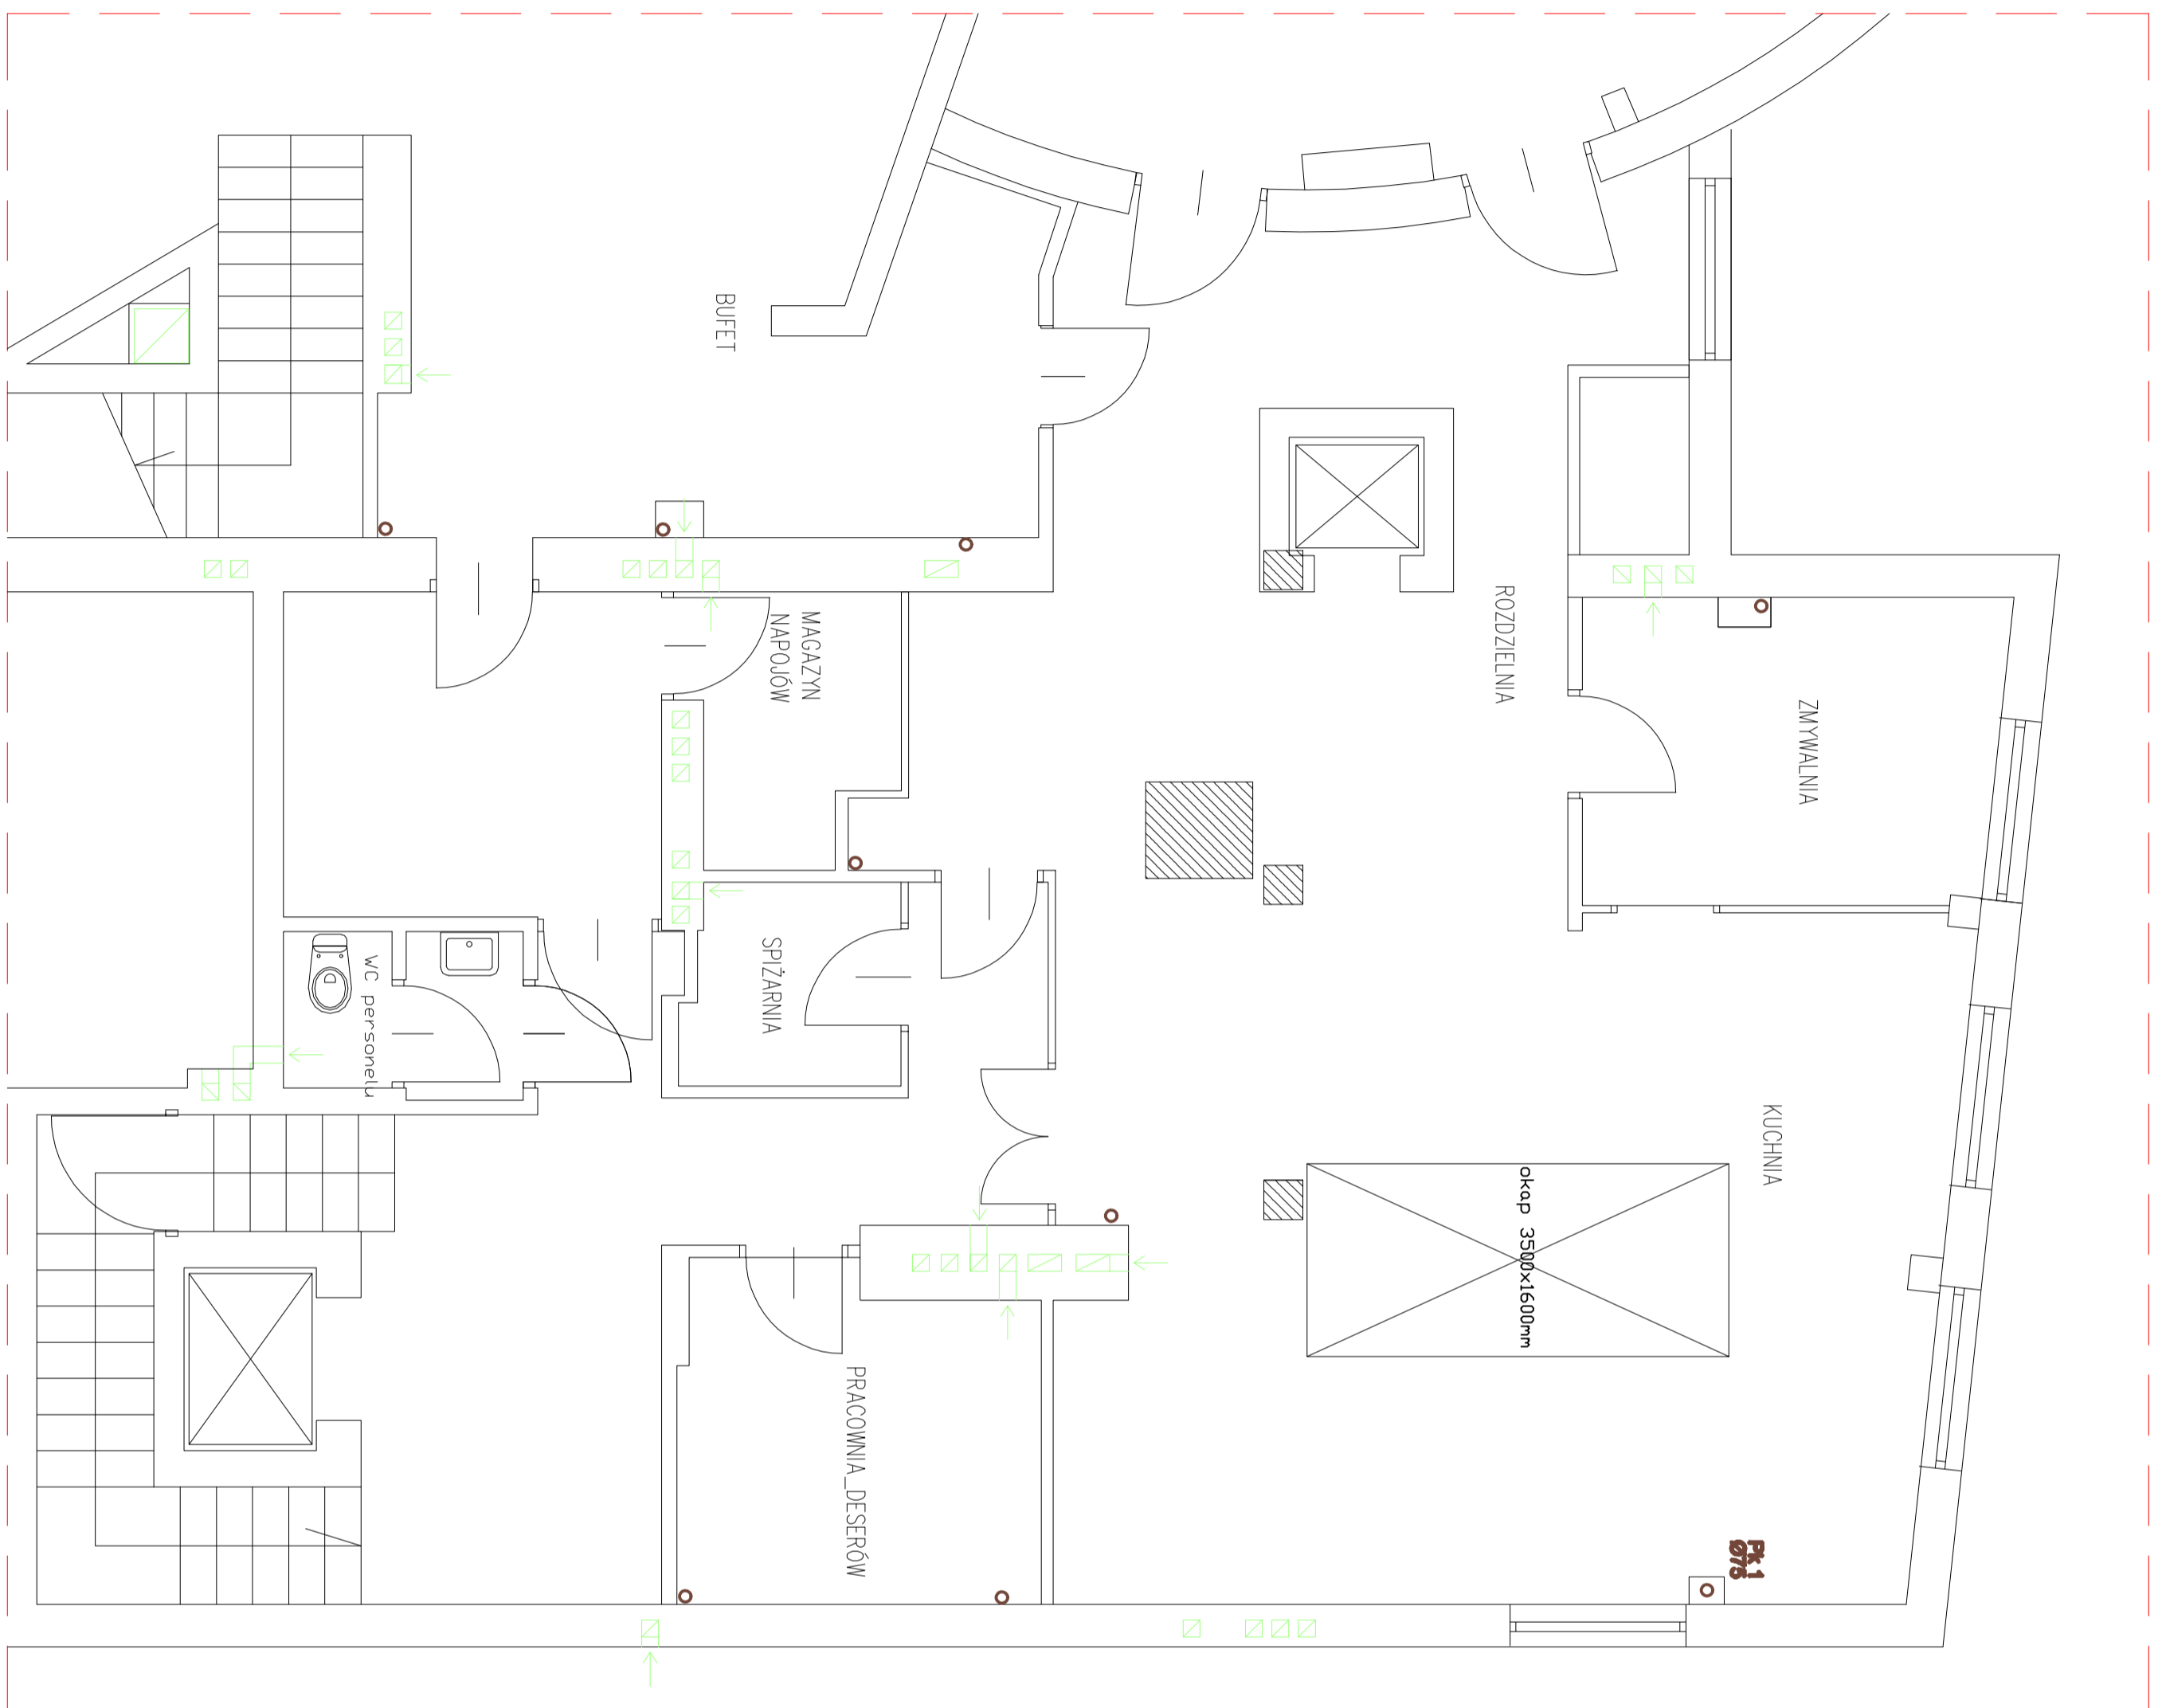 BUFET
ROZDZIELNIA
MAGAZYN
NAPOJÓW
ZMYWALNIA
SPIŻARNIA
WC personelu
KUCHNIA
okap 3500x1600mm
PRACOWNIA_DESERÓW
PK 1
Ø75